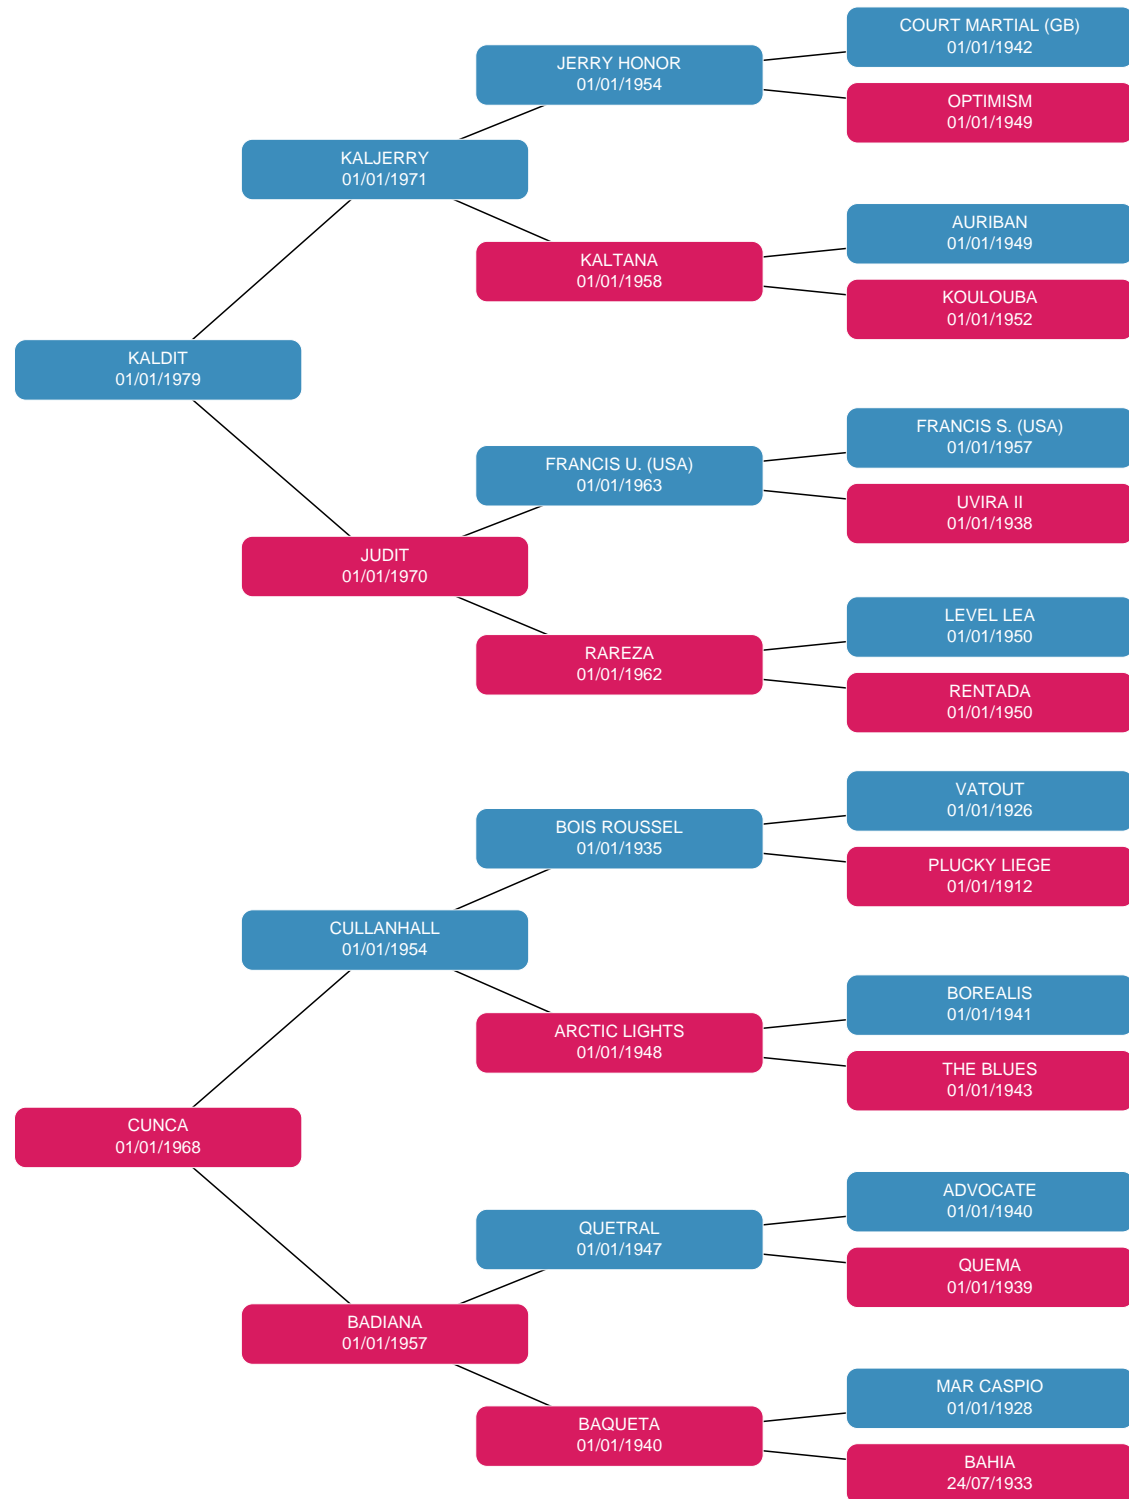 COURT MARTIAL (GB)
01/01/1942
JERRY HONOR
01/01/1954
OPTIMISM
01/01/1949
KALJERRY
01/01/1971
AURIBAN
01/01/1949
KALTANA
01/01/1958
KOULOUBA
01/01/1952
KALDIT
01/01/1979
FRANCIS S. (USA)
01/01/1957
FRANCIS U. (USA)
01/01/1963
UVIRA II
01/01/1938
JUDIT
01/01/1970
LEVEL LEA
01/01/1950
RAREZA
01/01/1962
RENTADA
01/01/1950
VATOUT
01/01/1926
BOIS ROUSSEL
01/01/1935
PLUCKY LIEGE
01/01/1912
CULLANHALL
01/01/1954
BOREALIS
01/01/1941
ARCTIC LIGHTS
01/01/1948
THE BLUES
01/01/1943
CUNCA
01/01/1968
ADVOCATE
01/01/1940
QUETRAL
01/01/1947
QUEMA
01/01/1939
BADIANA
01/01/1957
MAR CASPIO
01/01/1928
BAQUETA
01/01/1940
BAHIA
24/07/1933